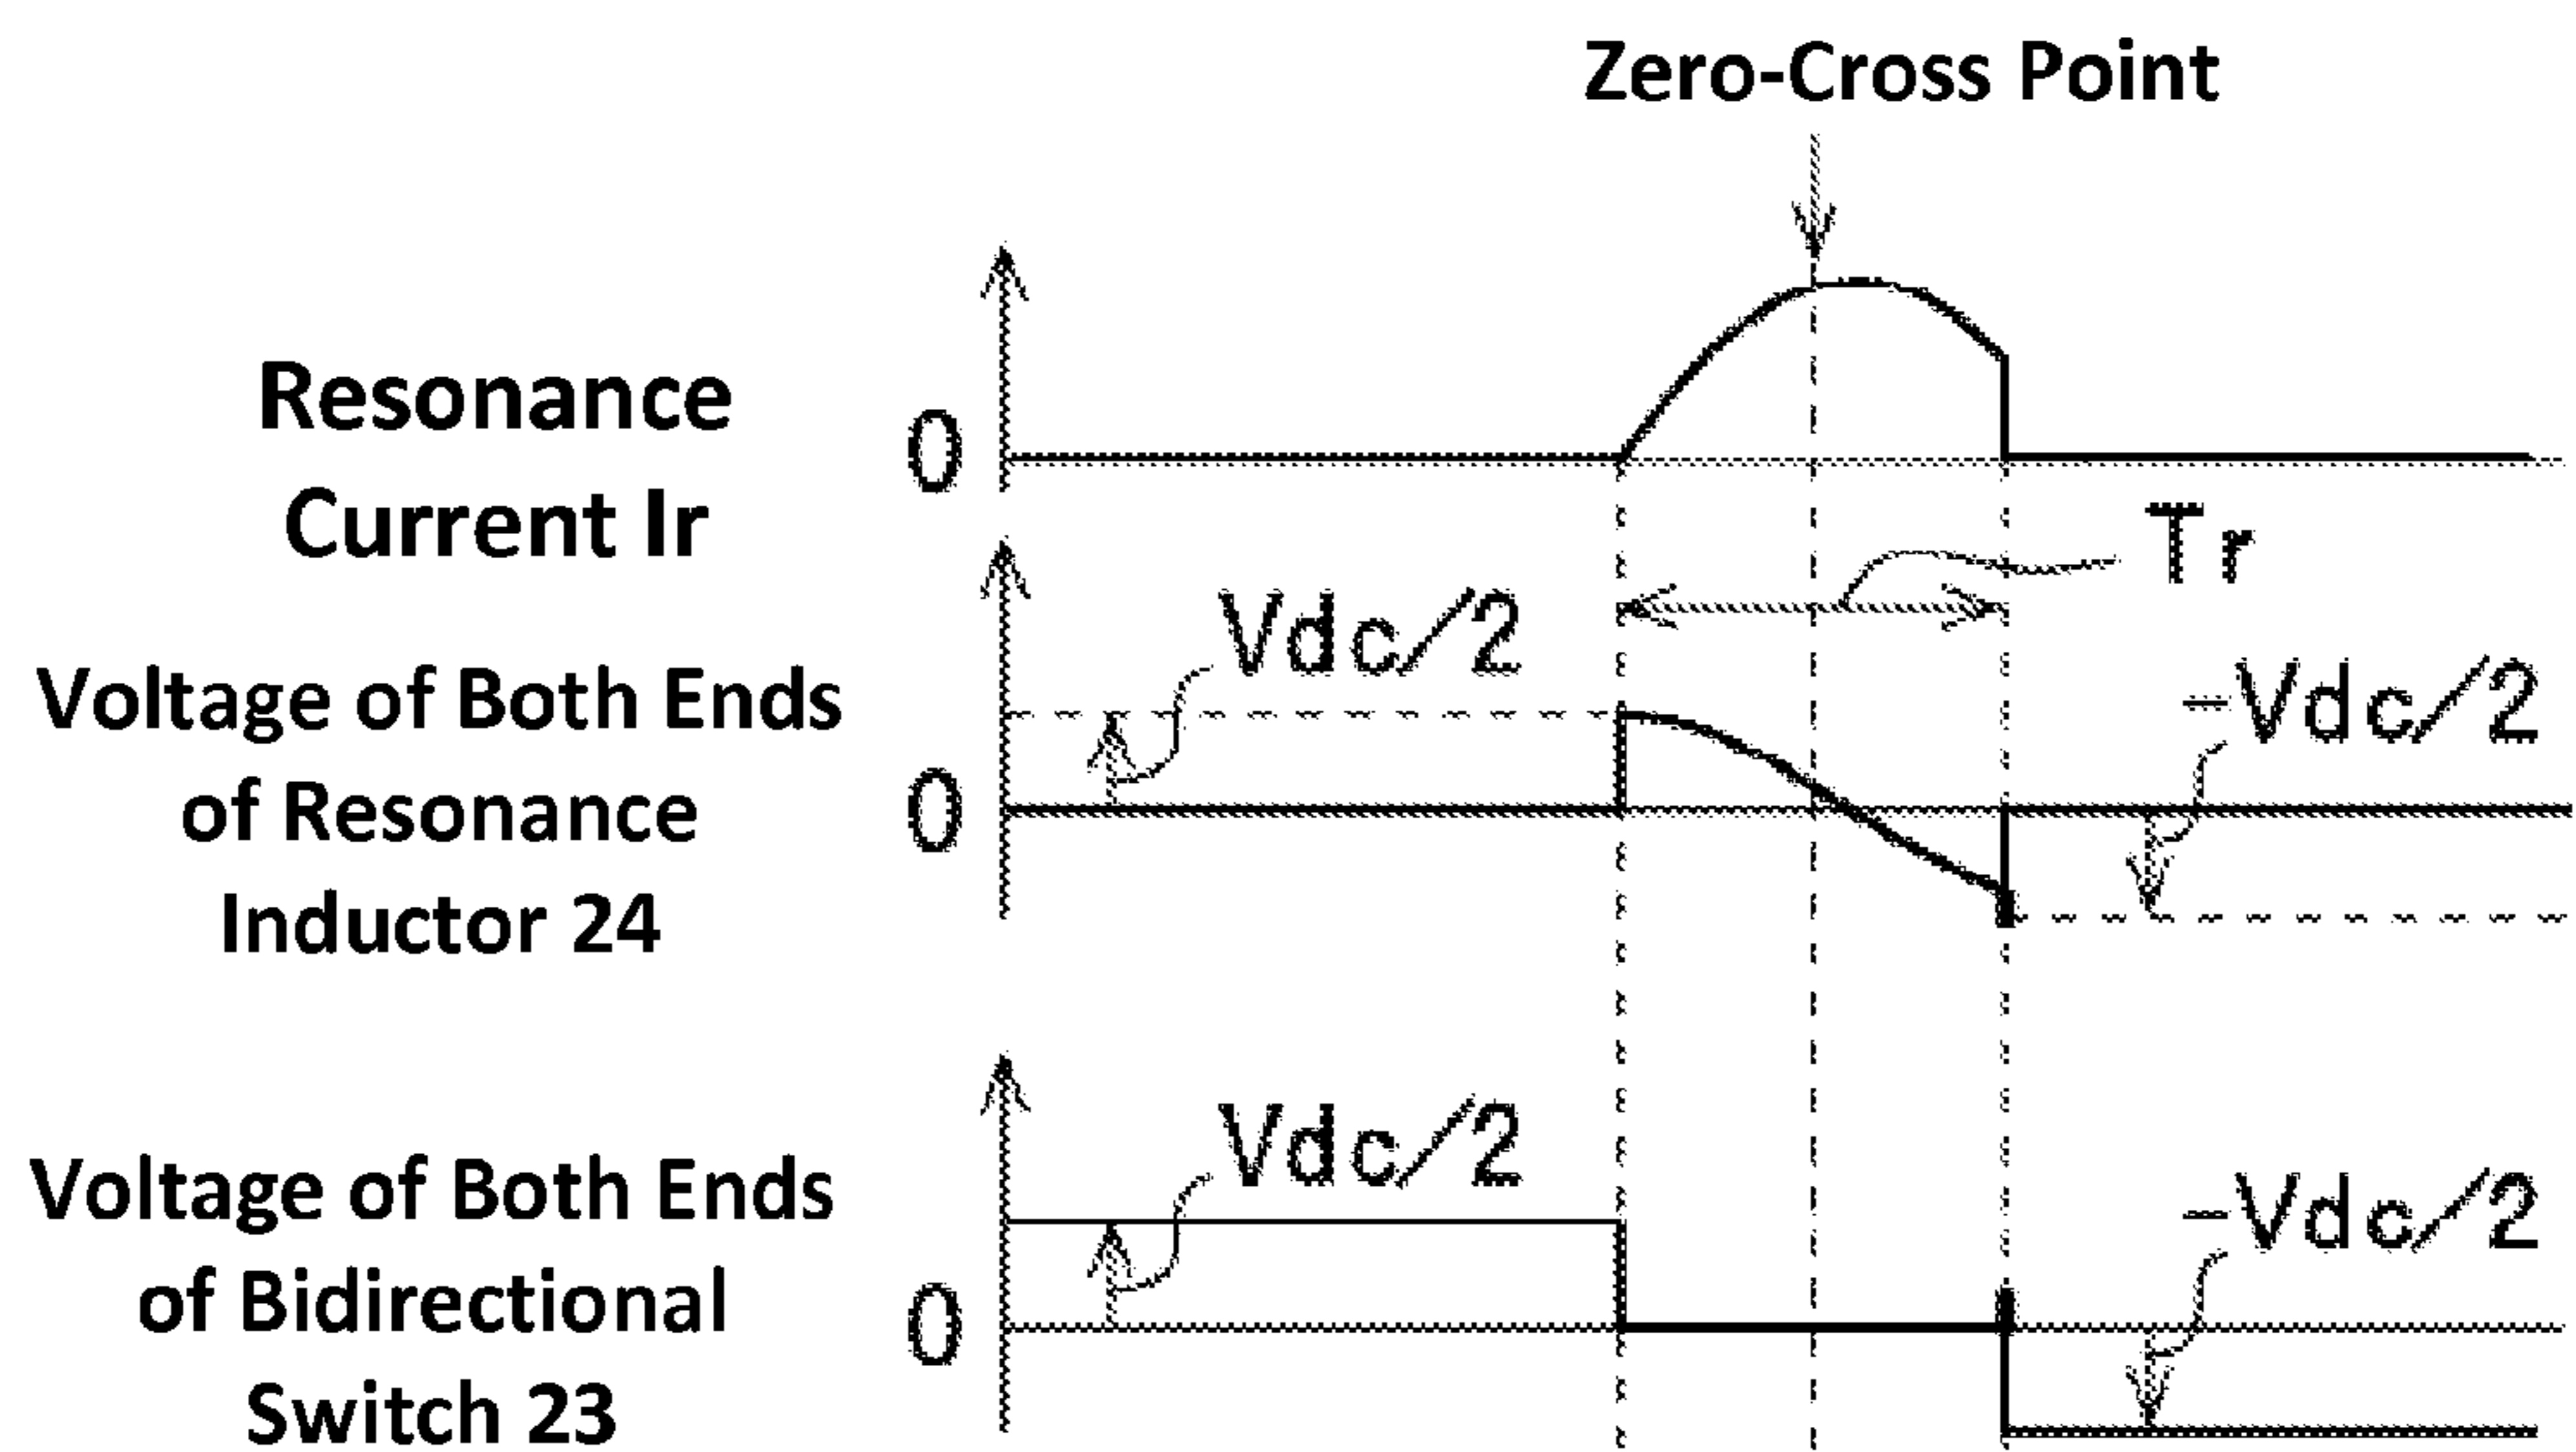 Zero-Cross Point
Resonance
Current Ir
0
Tr
Vdc/2
-Vdc/2
Voltage of Both Ends
of Resonance
Inductor 24
0
Vdc/2
-Vdc/2
Voltage of Both Ends
of Bidirectional
Switch 23
0